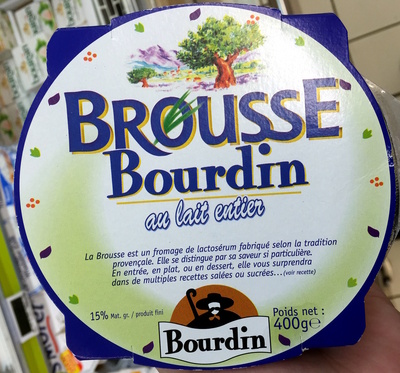 BROUSSE
Bourdin
au lait entier
La Brousse est un fromage de lactosérum fabriqué selon la tradition
provençale. Elle se distingue par sa saveur si particulière.
En entrée, en plat, ou en dessert, elle vous surprendra
dans de multiples recettes salées ou sucrées...(voir recette)
15% Mat. gr. / produit fini
Bourdin
Poids net :
400g℮